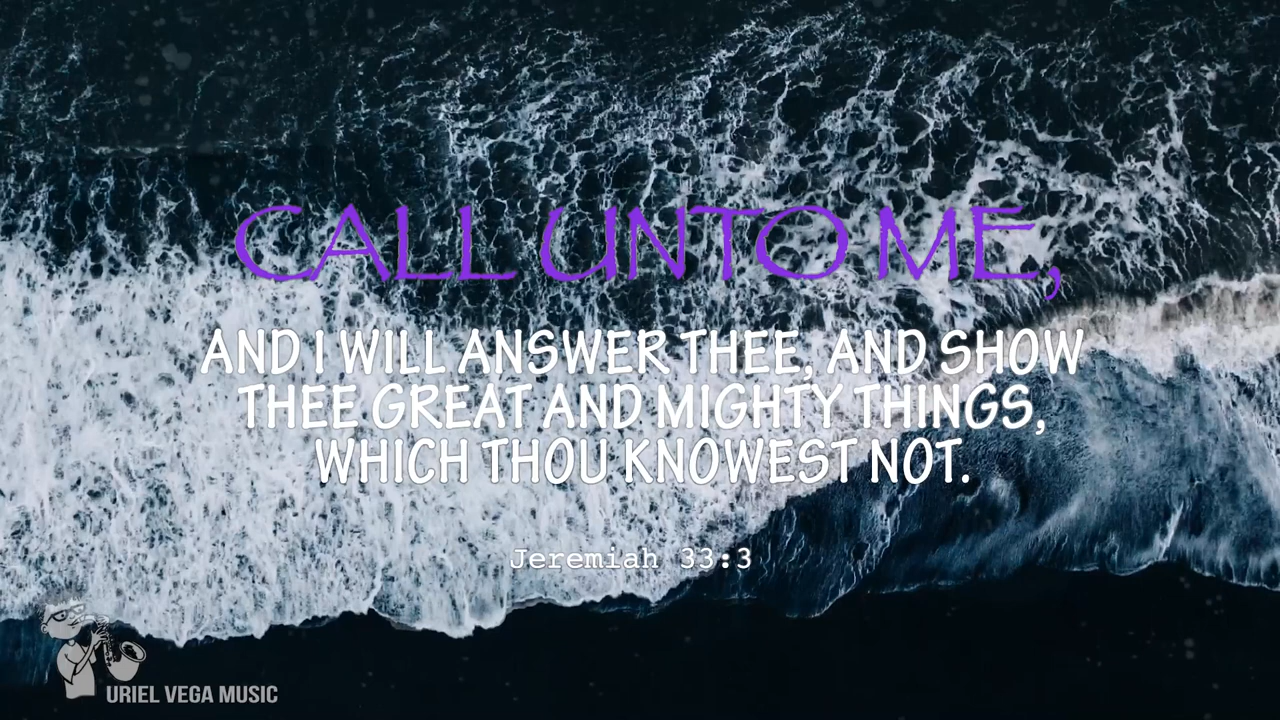 CALL UNTO ME,
AND I WILL ANSWER THEE, AND SHOW
THEE GREAT AND MIGHTY THINGS,
WHICH THOU KNOWEST NOT.
Jeremiah 33:3
URIEL VEGA MUSIC